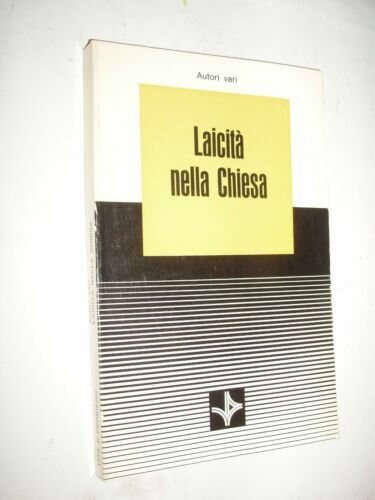 Autori vari
Laicità
nella Chiesa